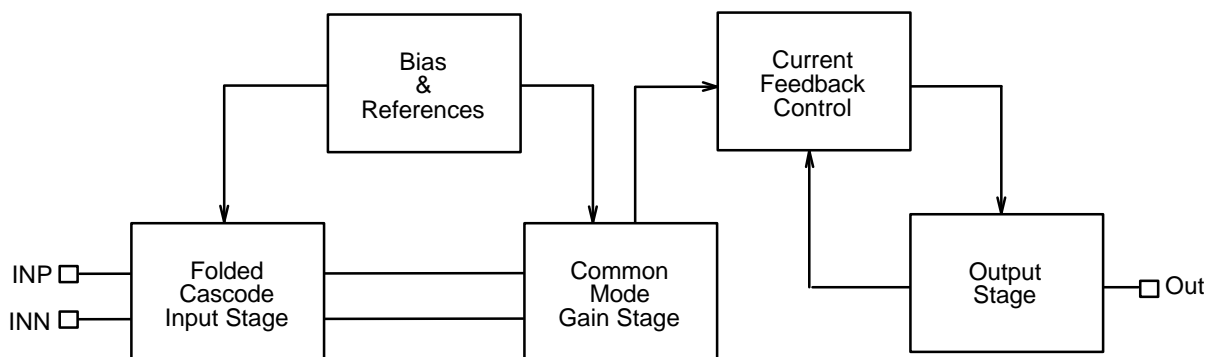 Bias
&
References
Current
Feedback
Control
INP
INN
Folded
Cascode
Input Stage
Common
Mode
Gain Stage
Output
Stage
Out